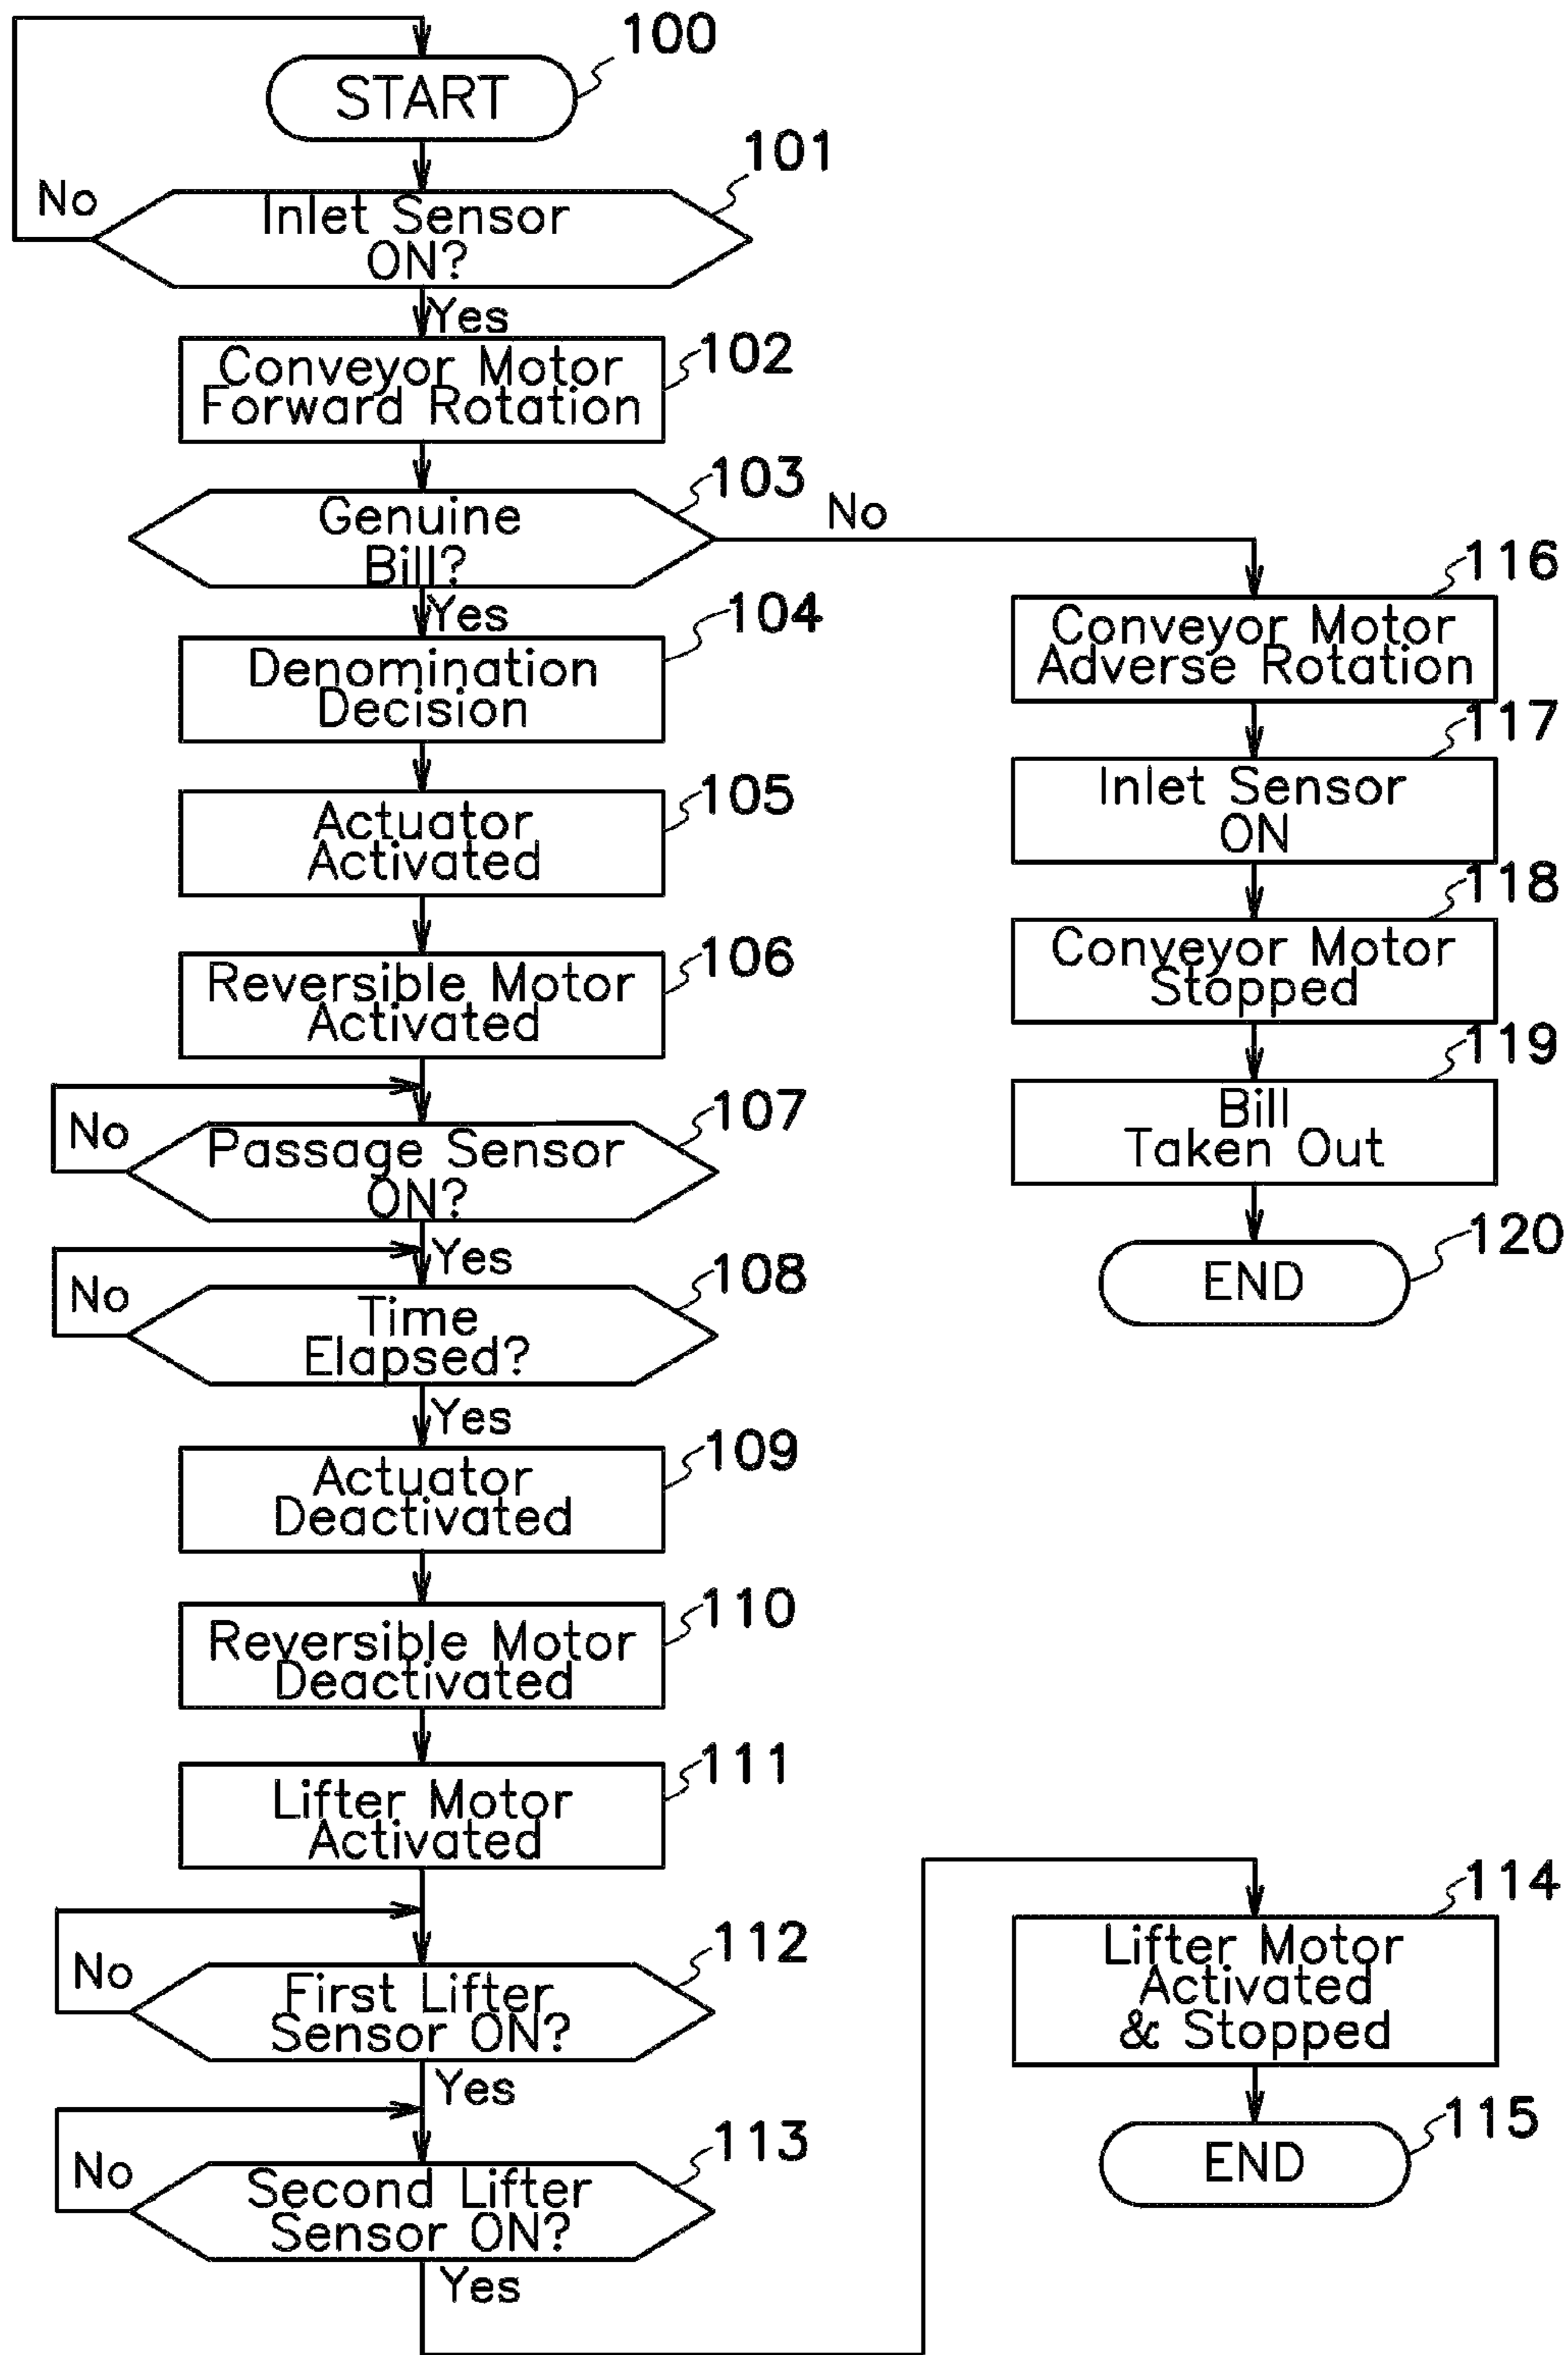 100
START
101
No
Inlet Sensor
ON?
Yes
102
Conveyor Motor
Forward Rotation
103
Genuine
Bill?
No
Yes
104
Denomination
Decision
105
Actuator
Activated
106
Reversible Motor
Activated
107
No
Passage Sensor
ON?
Yes
108
No
Time
Elapsed?
Yes
109
Actuator
Deactivated
110
Reversible Motor
Deactivated
111
Lifter Motor
Activated
112
No
First Lifter
Sensor ON?
Yes
113
No
Second Lifter
Sensor ON?
Yes
116
Conveyor Motor
Adverse Rotation
117
Inlet Sensor
ON
118
Conveyor Motor
Stopped
119
Bill
Taken Out
120
END
114
Lifter Motor
Activated
& Stopped
115
END